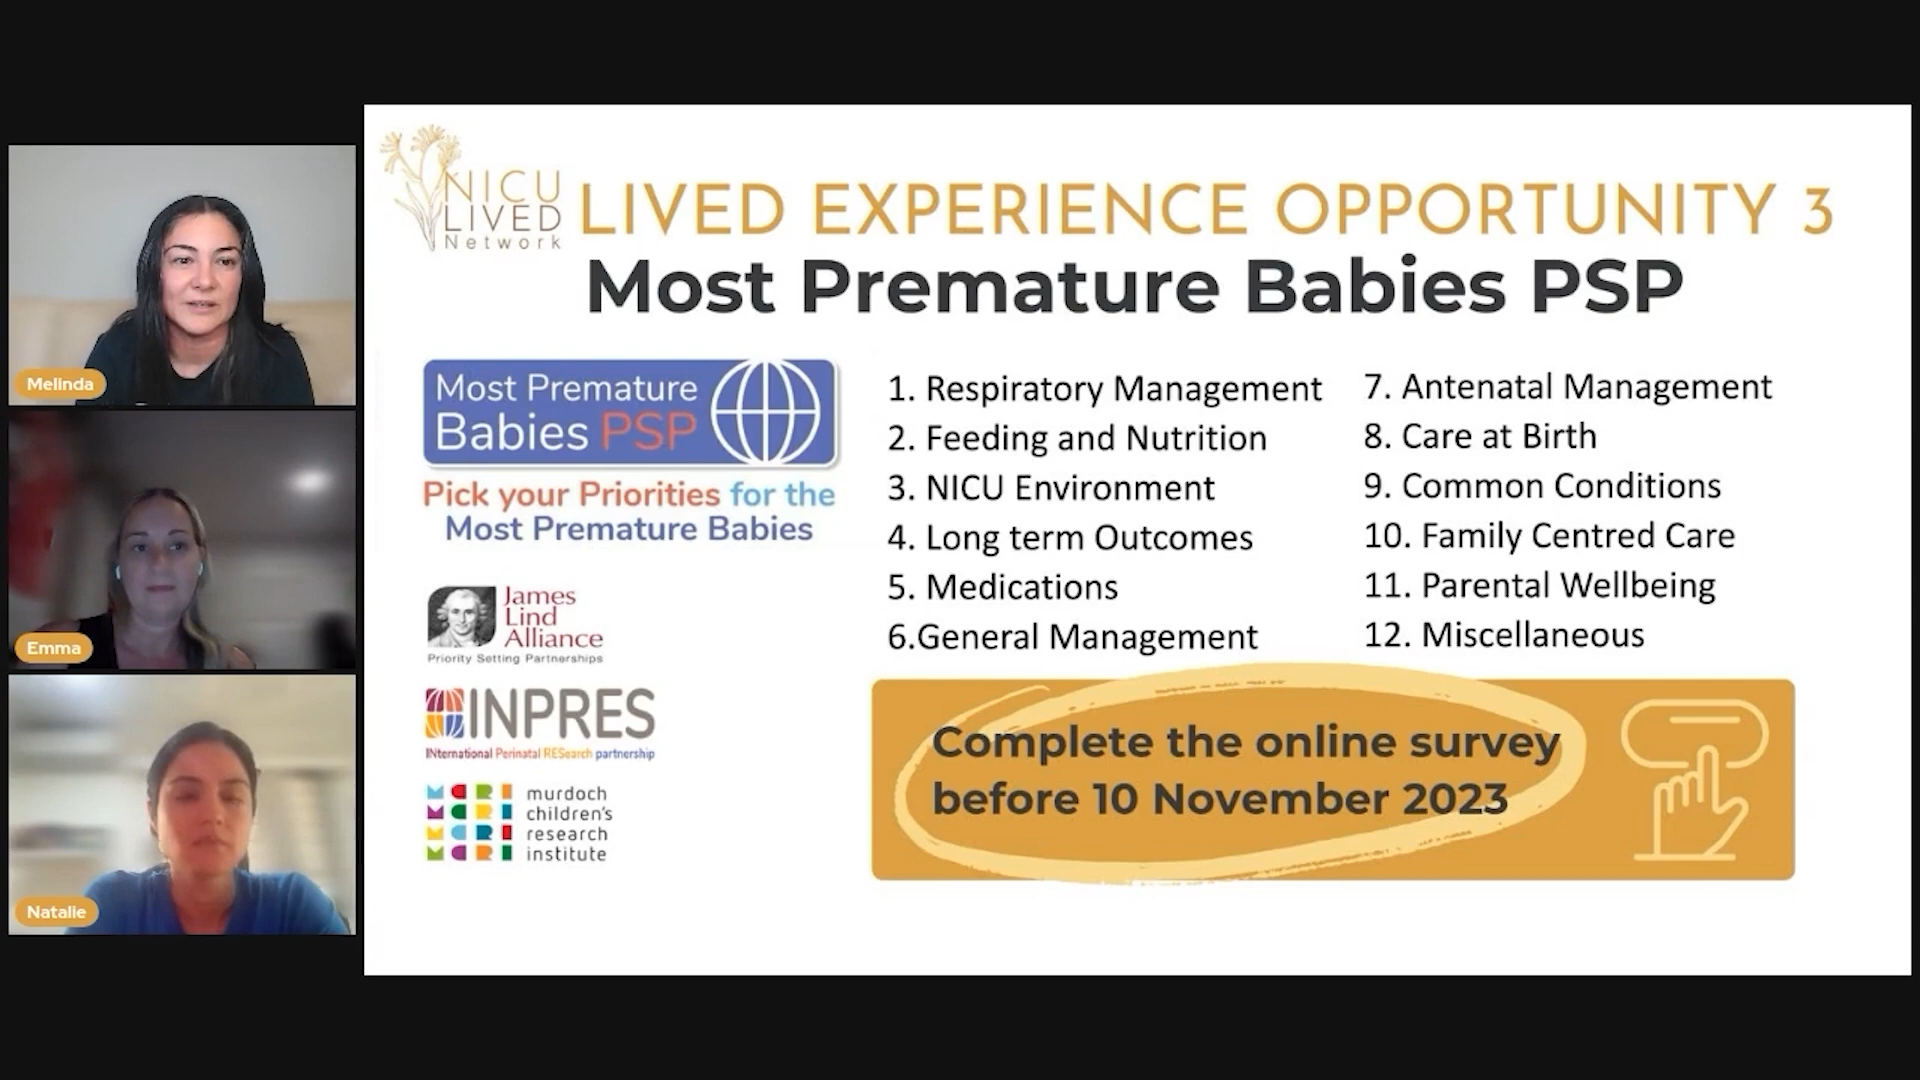 Melinda
Emma
Natalie
NICU
LIVED
Network
LIVED EXPERIENCE OPPORTUNITY 3
Most Premature Babies PSP
Most Premature
Babies PSP
Pick your Priorities for the
Most Premature Babies
James
Lind
Alliance
Priority Setting Partnerships
INPRES
INternational Perinatal RESearch partnership
MCRI
MCRI
MCRI
MCRI
murdoch
children's
research
institute
1. Respiratory Management
2. Feeding and Nutrition
3. NICU Environment
4. Long term Outcomes
5. Medications
6.General Management
7. Antenatal Management
8. Care at Birth
9. Common Conditions
10. Family Centred Care
11. Parental Wellbeing
12. Miscellaneous
Complete the online survey
before 10 November 2023